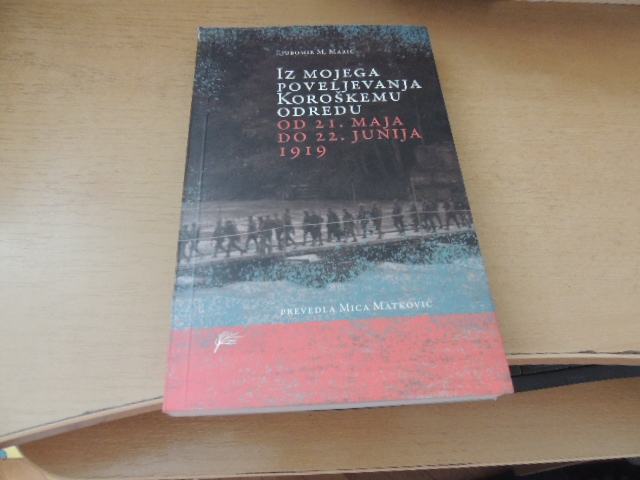 Ljubomir M. Marić
Iz mojega
poveljevanja
Koroškemu
odredu
od 21. maja
do 22. junija
1919
prevedla Mica Matković